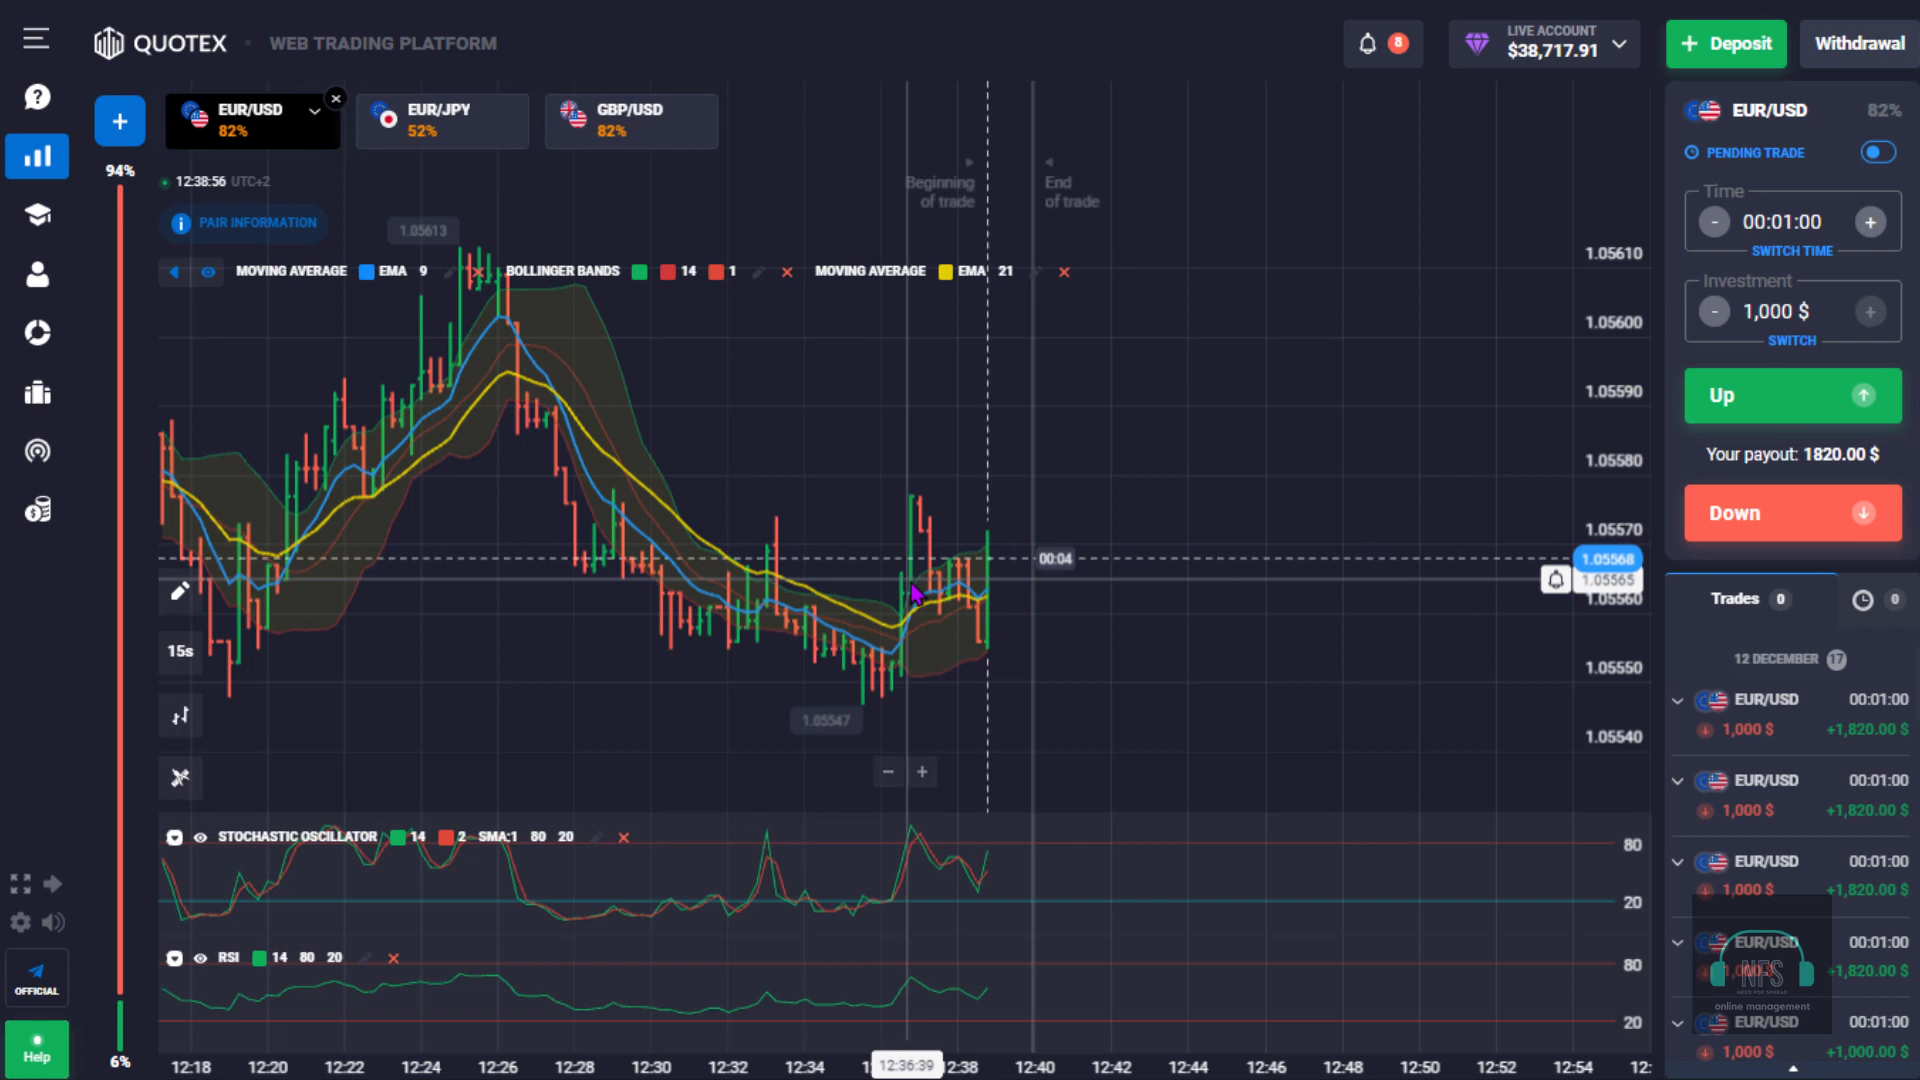 QUOTEX
WEB TRADING PLATFORM
8
LIVE ACCOUNT
$38,717.91
+ Deposit
Withdrawal
EUR/USD
82%
EUR/JPY
52%
GBP/USD
82%
94%
12:38:56 UTC+2
PAIR INFORMATION
1.05613
MOVING AVERAGE EMA 9
BOLLINGER BANDS 14 1
MOVING AVERAGE EMA 21
Beginning
of trade
End
of trade
1.05610
1.05600
1.05590
1.05580
1.05570
1.05568
1.05565
1.05560
1.05550
1.05540
00:04
15s
1.05547
- +
STOCHASTIC OSCILLATOR 14 2 SMA;1 80 20
80
20
RSI 14 80 20
80
20
12:18 12:20 12:22 12:24 12:26 12:28 12:30 12:32 12:34 12:36:39 12:38 12:40 12:42 12:44 12:46 12:48 12:50 12:52 12:54
6%
OFFICIAL
Help
EUR/USD 82%
PENDING TRADE
Time
- 00:01:00 +
SWITCH TIME
Investment
- 1,000 $ +
SWITCH
Up
Your payout: 1820.00 $
Down
Trades 0
0
12 DECEMBER 17
EUR/USD 00:01:00
1,000 $ +1,820.00 $
EUR/USD 00:01:00
1,000 $ +1,820.00 $
EUR/USD 00:01:00
1,000 $ +1,820.00 $
EUR/USD 00:01:00
1,000 $ +1,820.00 $
EUR/USD 00:01:00
1,000 $ +1,000.00 $
NFS
NEED FOR SPREAD
online management